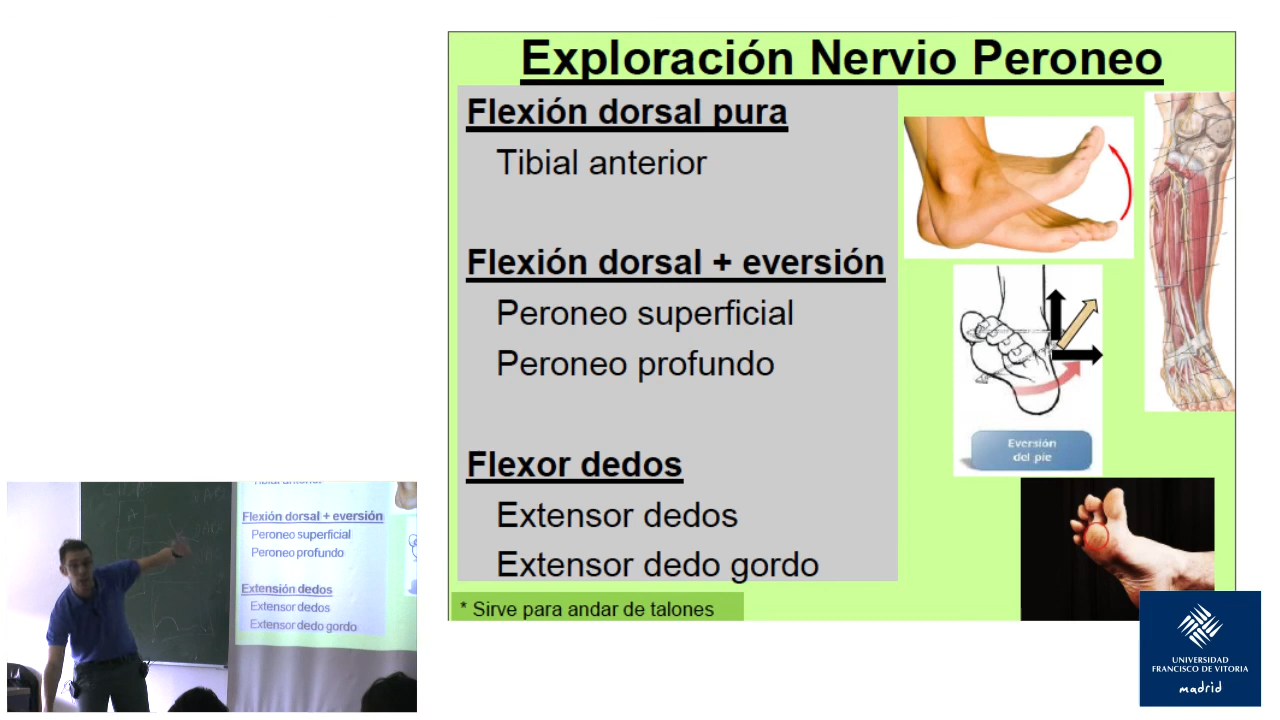 Exploración Nervio Peroneo
Flexión dorsal pura
Tibial anterior
Flexión dorsal + eversión
Peroneo superficial
Peroneo profundo
Flexor dedos
Extensor dedos
Extensor dedo gordo
* Sirve para andar de talones
Eversión
del pie
Tibial anterior
Flexión dorsal + eversión
Peroneo superficial
Peroneo profundo
Extensión dedos
Extensor dedos
Extensor dedo gordo
UNIVERSIDAD
FRANCISCO DE VITORIA
madrid